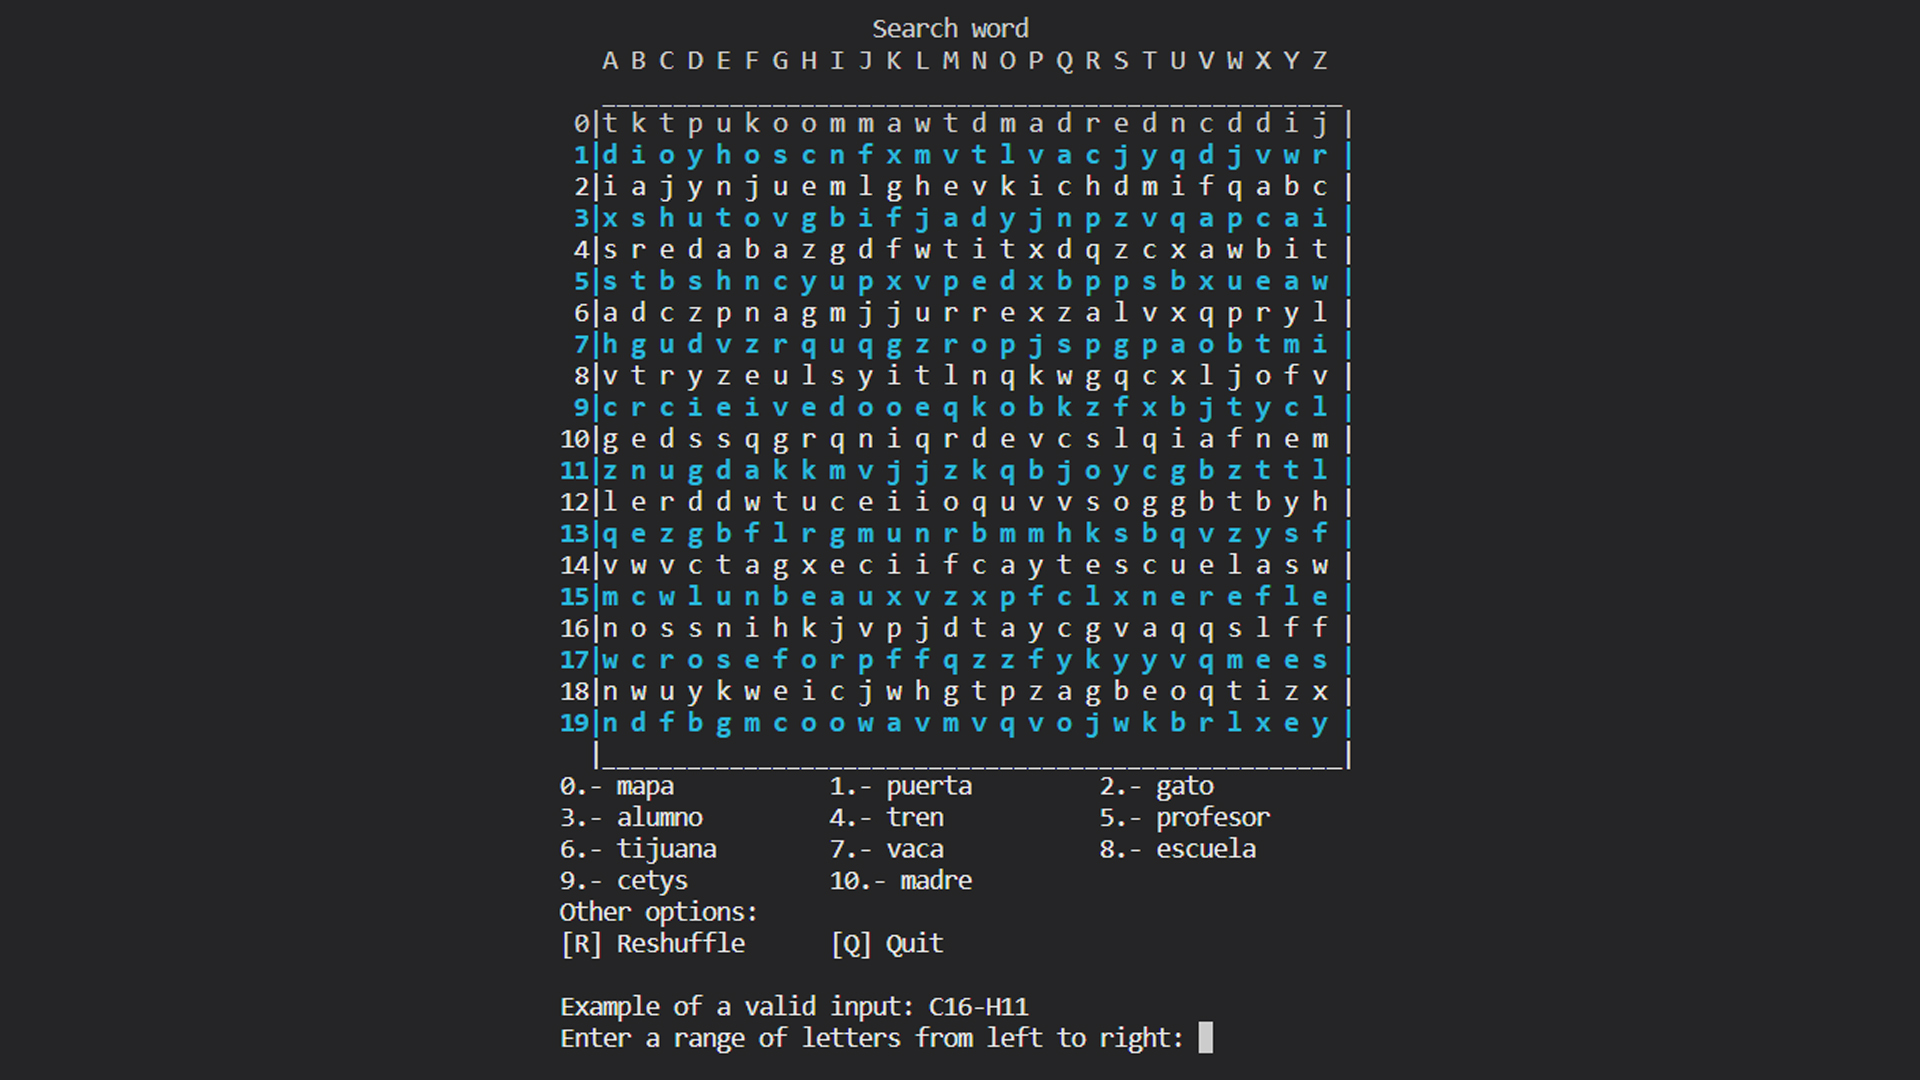 Search word
A B C D E F G H I J K L M N O P Q R S T U V W X Y Z
0|t k t p u k o o m m a w t d m a d r e d n c d d i j |
1|d i o y h o s c n f x m v t l v a c j y q d j v w r |
2|i a j y n j u e m l g h e v k i c h d m i f q a b c |
3|x s h u t o v g b i f j a d y j n p z v q a p c a i |
4|s r e d a b a z g d f w t i t x d q z c x a w b i t |
5|s t b s h n c y u p x v p e d x b p p s b x u e a w |
6|a d c z p n a g m j j u r r e x z a l v x q p r y l |
7|h g u d v z r q u q g z r o p j s p g p a o b t m i |
8|v t r y z e u l s y i t l n q k w g q c x l j o f v |
9|c r c i e i v e d o o e q k o b k z f x b j t y c l |
10|g e d s s q g r q n i q r d e v c s l q i a f n e m |
11|z n u g d a k k m v j j z k q b j o y c g b z t t l |
12|l e r d d w t u c e i i o q u v v s o g g b t b y h |
13|q e z g b f l r g m u n r b m m h k s b q v z y s f |
14|v w v c t a g x e c i i f c a y t e s c u e l a s w |
15|m c w l u n b e a u x v z x p f c l x n e r e f l e |
16|n o s s n i h k j v p j d t a y c g v a q q s l f f |
17|w c r o s e f o r p f f q z z f y k y y v q m e e s |
18|n w u y k w e i c j w h g t p z a g b e o q t i z x |
19|n d f b g m c o o w a v m v q v o j w k b r l x e y |
0.- mapa 1.- puerta 2.- gato
3.- alumno 4.- tren 5.- profesor
6.- tijuana 7.- vaca 8.- escuela
9.- cetys 10.- madre
Other options:
[R] Reshuffle [Q] Quit
Example of a valid input: C16-H11
Enter a range of letters from left to right: